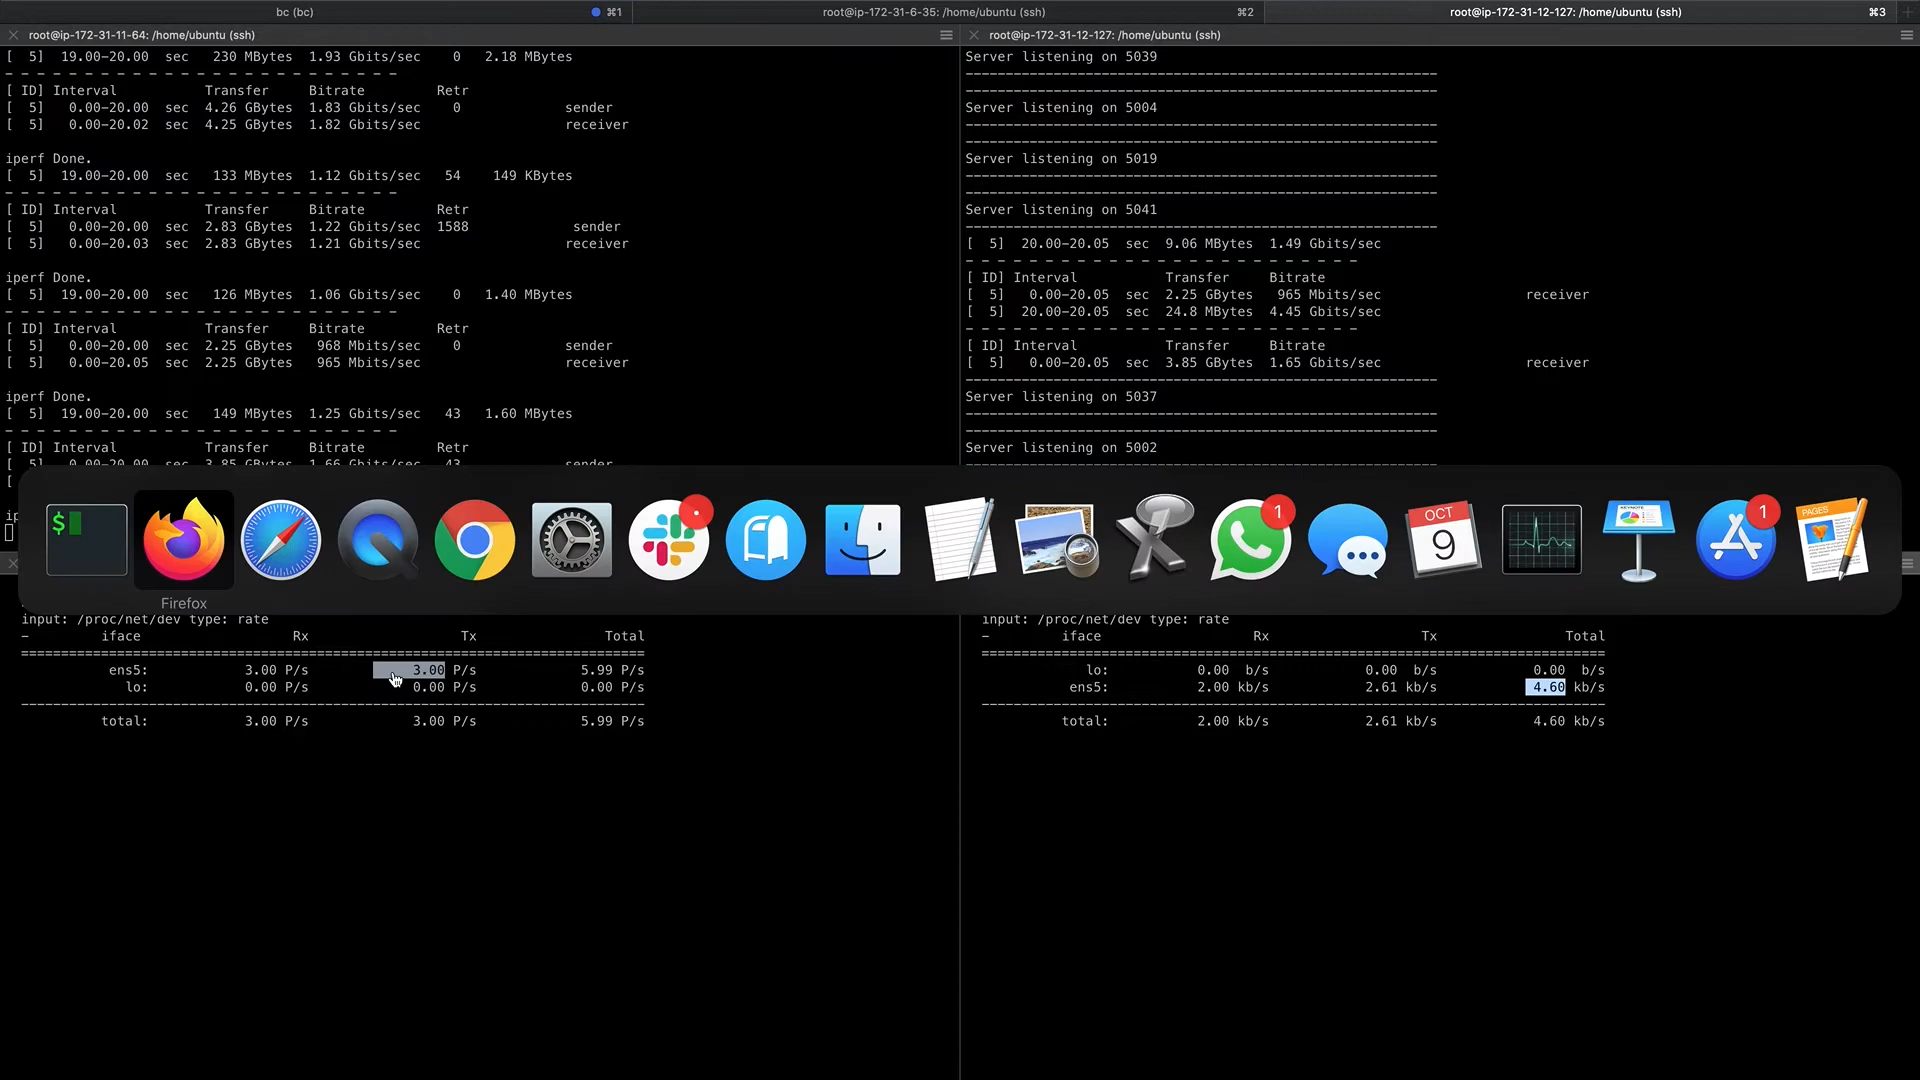 bc (bc) ⌘1 root@ip-172-31-6-35: /home/ubuntu (ssh) ⌘2 root@ip-172-31-12-127: /home/ubuntu (ssh) ⌘3
root@ip-172-31-11-64: /home/ubuntu (ssh)
[  5]  19.00-20.00  sec   230 MBytes  1.93 Gbits/sec    0   2.18 MBytes
- - - - - - - - - - - - - - - - - - - - - - - - -
[ ID] Interval           Transfer     Bitrate         Retr
[  5]   0.00-20.00  sec  4.26 GBytes  1.83 Gbits/sec    0             sender
[  5]   0.00-20.02  sec  4.25 GBytes  1.82 Gbits/sec                  receiver
iperf Done.
[  5]  19.00-20.00  sec   133 MBytes  1.12 Gbits/sec   54    149 KBytes
- - - - - - - - - - - - - - - - - - - - - - - - -
[ ID] Interval           Transfer     Bitrate         Retr
[  5]   0.00-20.00  sec  2.83 GBytes  1.22 Gbits/sec  1588             sender
[  5]   0.00-20.03  sec  2.83 GBytes  1.21 Gbits/sec                  receiver
iperf Done.
[  5]  19.00-20.00  sec   126 MBytes  1.06 Gbits/sec    0   1.40 MBytes
- - - - - - - - - - - - - - - - - - - - - - - - -
[ ID] Interval           Transfer     Bitrate         Retr
[  5]   0.00-20.00  sec  2.25 GBytes   968 Mbits/sec    0             sender
[  5]   0.00-20.05  sec  2.25 GBytes   965 Mbits/sec                  receiver
iperf Done.
[  5]  19.00-20.00  sec   149 MBytes  1.25 Gbits/sec   43   1.60 MBytes
- - - - - - - - - - - - - - - - - - - - - - - - -
[ ID] Interval           Transfer     Bitrate         Retr
[  5]   0.00-20.00  sec  3.85 GBytes  1.66 Gbits/sec   43             sender
[
root@ip-172-31-12-127: /home/ubuntu (ssh)
Server listening on 5039
-----------------------------------------------------------
-----------------------------------------------------------
Server listening on 5004
-----------------------------------------------------------
-----------------------------------------------------------
Server listening on 5019
-----------------------------------------------------------
-----------------------------------------------------------
Server listening on 5041
-----------------------------------------------------------
[  5]  20.00-20.05  sec  9.06 MBytes  1.49 Gbits/sec
- - - - - - - - - - - - - - - - - - - - - - - - -
[ ID] Interval           Transfer     Bitrate
[  5]   0.00-20.05  sec  2.25 GBytes   965 Mbits/sec                  receiver
[  5]  20.00-20.05  sec  24.8 MBytes  4.45 Gbits/sec
- - - - - - - - - - - - - - - - - - - - - - - - -
[ ID] Interval           Transfer     Bitrate
[  5]   0.00-20.05  sec  3.85 GBytes  1.65 Gbits/sec                  receiver
-----------------------------------------------------------
Server listening on 5037
-----------------------------------------------------------
-----------------------------------------------------------
Server listening on 5002
-----------------------------------------------------------
$
1
OCT
9
KEYNOTE
1
PAGES
Firefox
input: /proc/net/dev type: rate
-         iface                   Rx                   Tx                Total
==============================================================================
           ens5:            3.00 P/s             3.00 P/s             5.99 P/s
             lo:            0.00 P/s             0.00 P/s             0.00 P/s
------------------------------------------------------------------------------
          total:            3.00 P/s             3.00 P/s             5.99 P/s
input: /proc/net/dev type: rate
-         iface                   Rx                   Tx                Total
==============================================================================
             lo:           0.00  b/s            0.00  b/s            0.00  b/s
           ens5:           2.00 kb/s            2.61 kb/s            4.60 kb/s
------------------------------------------------------------------------------
          total:           2.00 kb/s            2.61 kb/s            4.60 kb/s